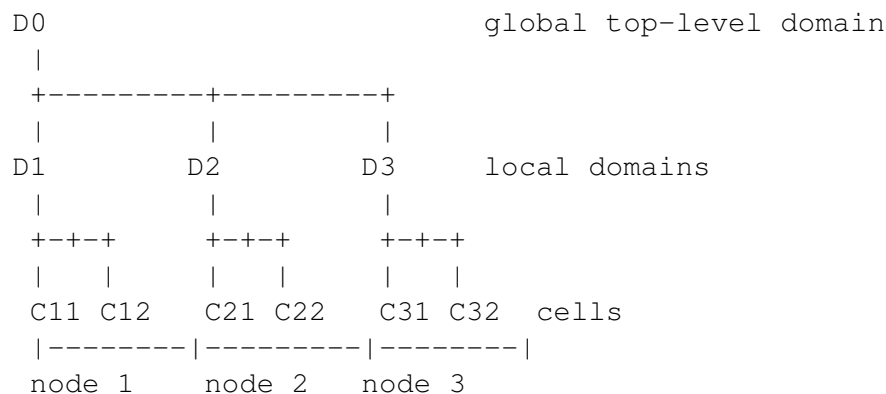 D0 global top-level domain
D1 D2 D3 local domains
C11 C12 C21 C22 C31 C32 cells
node 1 node 2 node 3